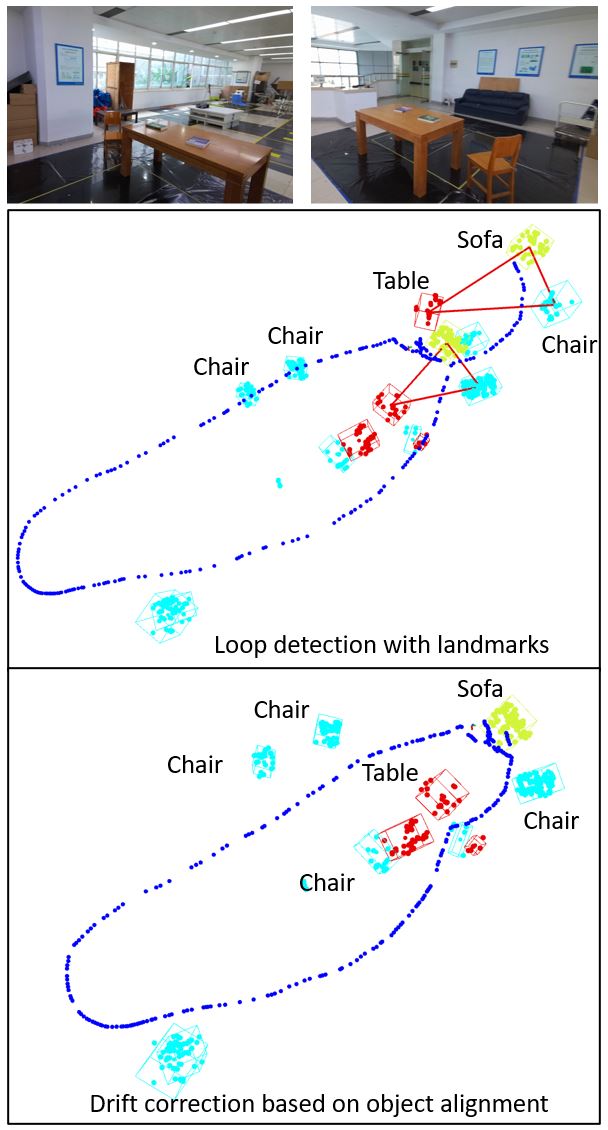 Sofa
Table
Chair
Chair
Chair
Loop detection with landmarks
Sofa
Chair
Chair
Table
Chair
Chair
Drift correction based on object alignment